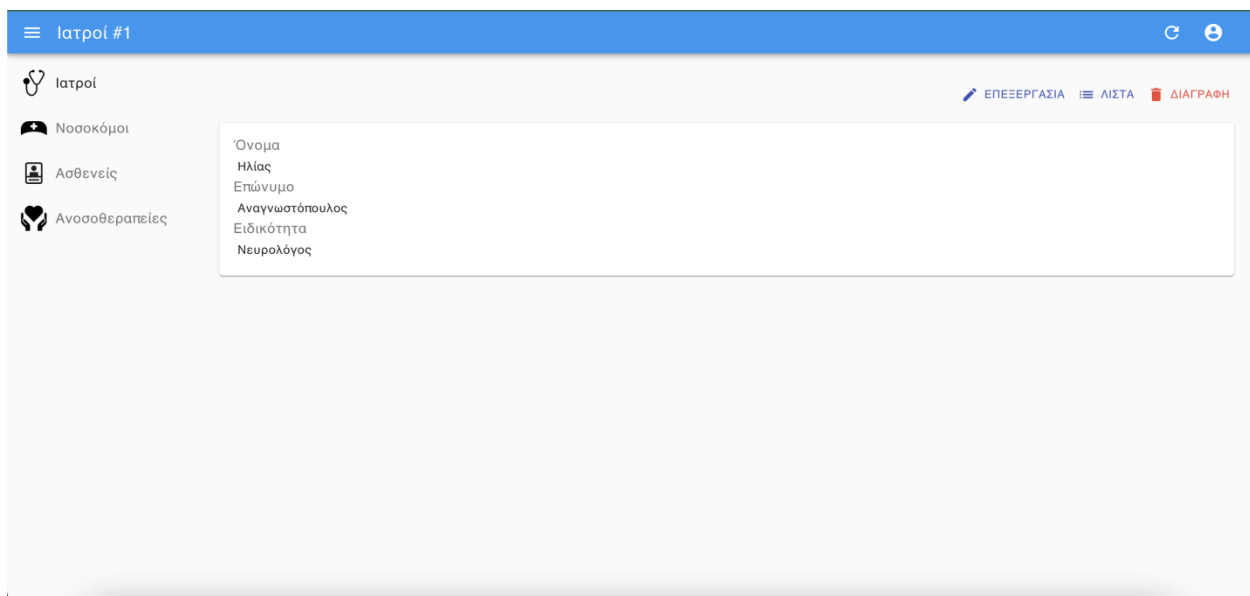 Ιατροί #1
Ιατροί
Νοσοκόμοι
Ασθενείς
Ανοσοθεραπείες
ΕΠΕΞΕΡΓΑΣΙΑ ΛΙΣΤΑ ΔΙΑΓΡΑΦΗ
Όνομα
Ηλίας
Επώνυμο
Αναγνωστόπουλος
Ειδικότητα
Νευρολόγος